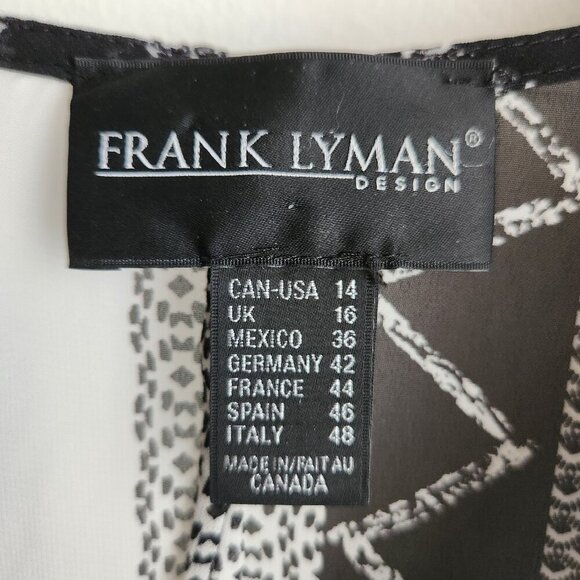 FRANK LYMAN®
DESIGN
CAN-USA 14
UK 16
MEXICO 36
GERMANY 42
FRANCE 44
SPAIN 46
ITALY 48
MADE IN/FAIT AU
CANADA